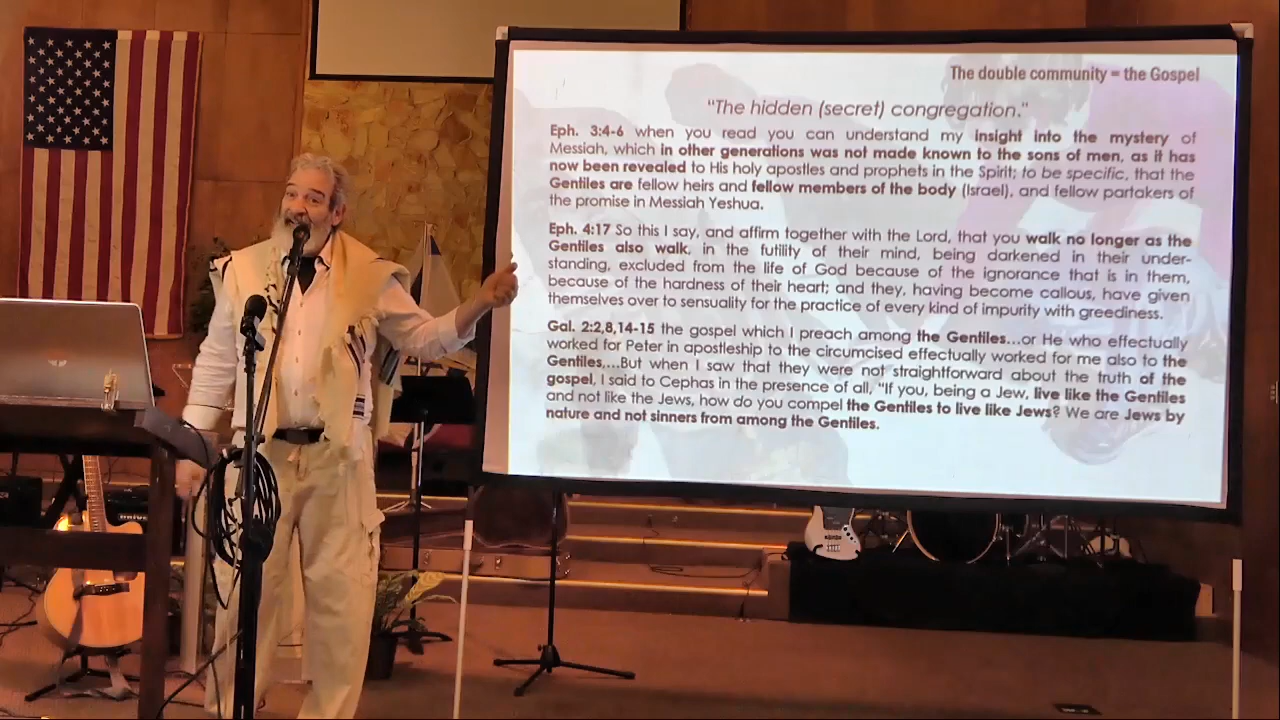 The double community = the Gospel
"The hidden (secret) congregation."
Eph. 3:4-6 when you read you can understand my insight into the mystery of
Messiah, which in other generations was not made known to the sons of men, as it has
now been revealed to His holy apostles and prophets in the Spirit; to be specific, that the
Gentiles are fellow heirs and fellow members of the body (Israel), and fellow partakers of
the promise in Messiah Yeshua.
Eph. 4:17 So this I say, and affirm together with the Lord, that you walk no longer as the
Gentiles also walk, in the futility of their mind, being darkened in their under-
standing, excluded from the life of God because of the ignorance that is in them,
because of the hardness of their heart; and they, having become callous, have given
themselves over to sensuality for the practice of every kind of impurity with greediness.
Gal. 2:2,8,14-15 the gospel which I preach among the Gentiles...or He who effectually
worked for Peter in apostleship to the circumcised effectually worked for me also to the
Gentiles,...But when I saw that they were not straightforward about the truth of the
gospel, I said to Cephas in the presence of all, "If you, being a Jew, live like the Gentiles
and not like the Jews, how do you compel the Gentiles to live like Jews? We are Jews by
nature and not sinners from among the Gentiles.